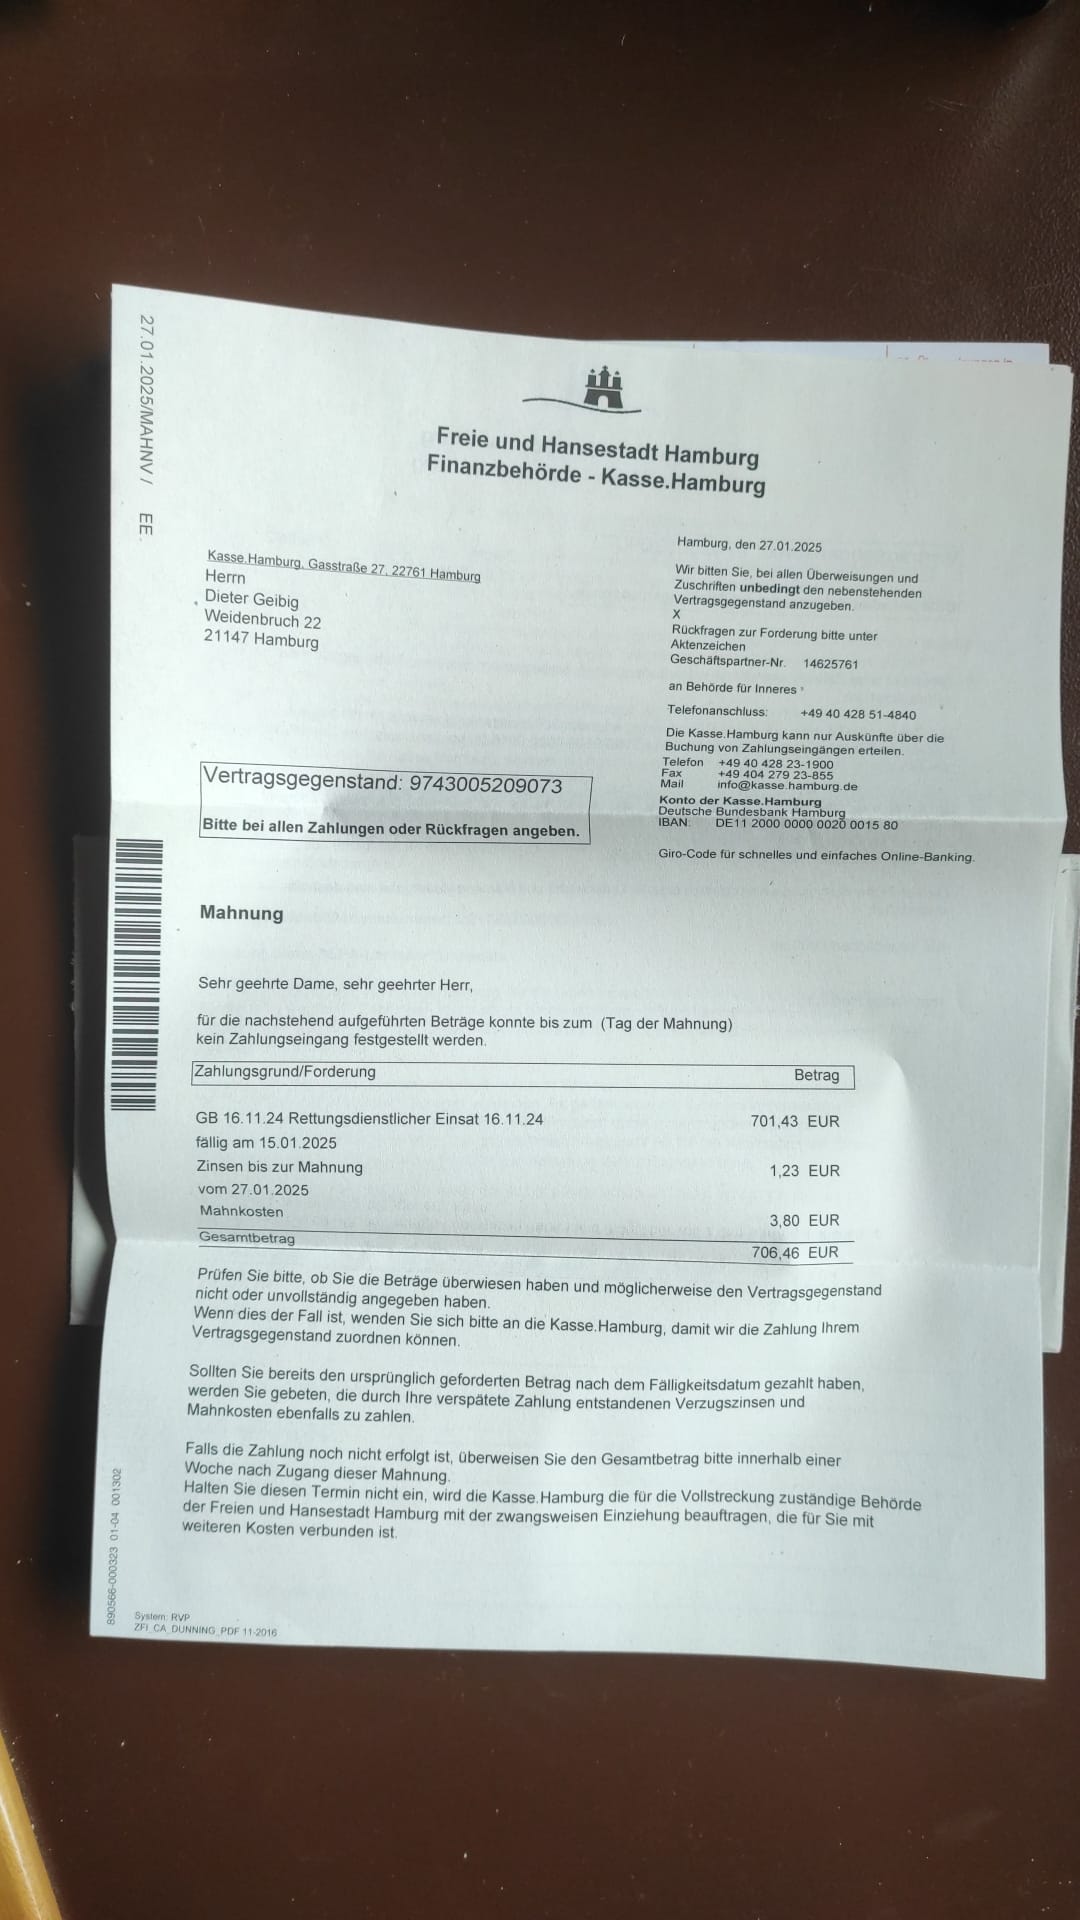 27.01.2025/MAHNV / EE.
Freie und Hansestadt Hamburg
Finanzbehörde - Kasse.Hamburg
Kasse.Hamburg, Gasstraße 27, 22761 Hamburg
Herrn
Dieter Geibig
Weidenbruch 22
21147 Hamburg
Hamburg, den 27.01.2025
Wir bitten Sie, bei allen Überweisungen und
Zuschriften unbedingt den nebenstehenden
Vertragsgegenstand anzugeben.
X
Rückfragen zur Forderung bitte unter
Aktenzeichen
Geschäftspartner-Nr. 14625761
an Behörde für Inneres
Telefonanschluss: +49 40 428 51-4840
Die Kasse.Hamburg kann nur Auskünfte über die
Buchung von Zahlungseingängen erteilen.
Telefon +49 40 428 23-1900
Fax +49 404 279 23-855
Mail info@kasse.hamburg.de
Konto der Kasse.Hamburg
Deutsche Bundesbank Hamburg
IBAN: DE11 2000 0000 0020 0015 80
Giro-Code für schnelles und einfaches Online-Banking.
Vertragsgegenstand: 9743005209073
Bitte bei allen Zahlungen oder Rückfragen angeben.
Mahnung
Sehr geehrte Dame, sehr geehrter Herr,
für die nachstehend aufgeführten Beträge konnte bis zum (Tag der Mahnung)
kein Zahlungseingang festgestellt werden.
Zahlungsgrund/Forderung Betrag
GB 16.11.24 Rettungsdienstlicher Einsat 16.11.24 701,43 EUR
fällig am 15.01.2025
Zinsen bis zur Mahnung 1,23 EUR
vom 27.01.2025
Mahnkosten 3,80 EUR
Gesamtbetrag 706,46 EUR
Prüfen Sie bitte, ob Sie die Beträge überwiesen haben und möglicherweise den Vertragsgegenstand
nicht oder unvollständig angegeben haben.
Wenn dies der Fall ist, wenden Sie sich bitte an die Kasse.Hamburg, damit wir die Zahlung Ihrem
Vertragsgegenstand zuordnen können.
Sollten Sie bereits den ursprünglich geforderten Betrag nach dem Fälligkeitsdatum gezahlt haben,
werden Sie gebeten, die durch Ihre verspätete Zahlung entstandenen Verzugszinsen und
Mahnkosten ebenfalls zu zahlen.
Falls die Zahlung noch nicht erfolgt ist, überweisen Sie den Gesamtbetrag bitte innerhalb einer
Woche nach Zugang dieser Mahnung.
Halten Sie diesen Termin nicht ein, wird die Kasse.Hamburg die für die Vollstreckung zuständige Behörde
der Freien und Hansestadt Hamburg mit der zwangsweisen Einziehung beauftragen, die für Sie mit
weiteren Kosten verbunden ist.
890566-000323 01-04 001302
System: RVP
ZFI_CA_DUNNING_PDF 11-2016